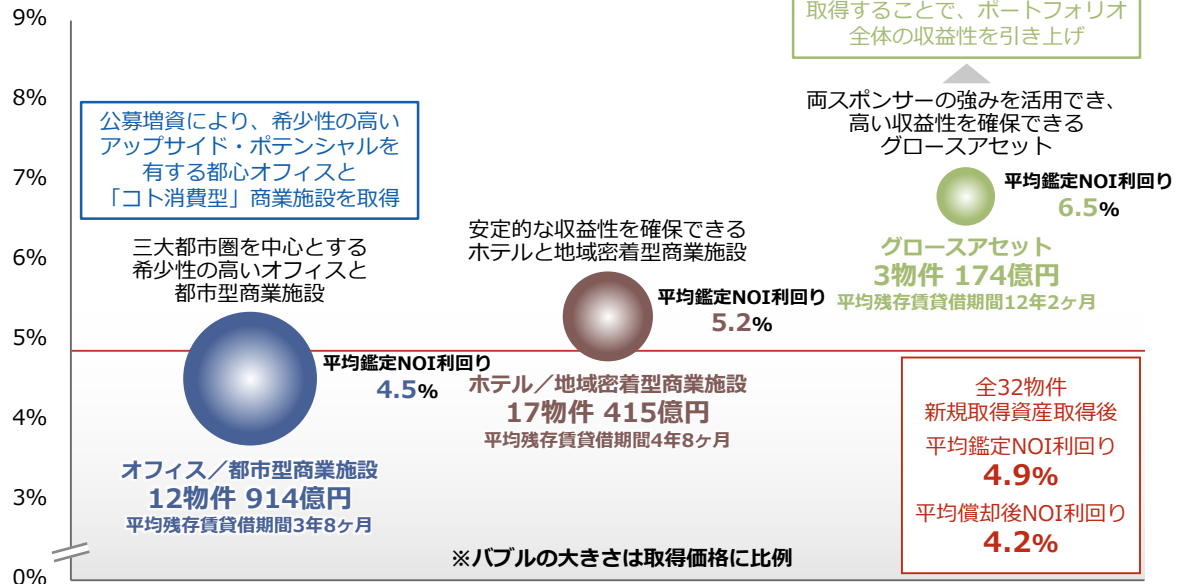 取得することで、ポートフォリオ
全体の収益性を引き上げ
両スポンサーの強みを活用でき、
高い収益性を確保できる
グロースアセット
平均鑑定NOI利回り
6.5%
グロースアセット
3物件 174億円
平均残存賃貸借期間12年2ヶ月
公募増資により、希少性の高い
アップサイド・ポテンシャルを
有する都心オフィスと
「コト消費型」商業施設を取得
三大都市圏を中心とする
希少性の高いオフィスと
都市型商業施設
平均鑑定NOI利回り
4.5%
オフィス／都市型商業施設
12物件 914億円
平均残存賃貸借期間3年8ヶ月
安定的な収益性を確保できる
ホテルと地域密着型商業施設
平均鑑定NOI利回り
5.2%
ホテル／地域密着型商業施設
17物件 415億円
平均残存賃貸借期間4年8ヶ月
全32物件
新規取得資産取得後
平均鑑定NOI利回り
4.9%
平均償却後NOI利回り
4.2%
※バブルの大きさは取得価格に比例
9%
8%
7%
6%
5%
4%
3%
0%